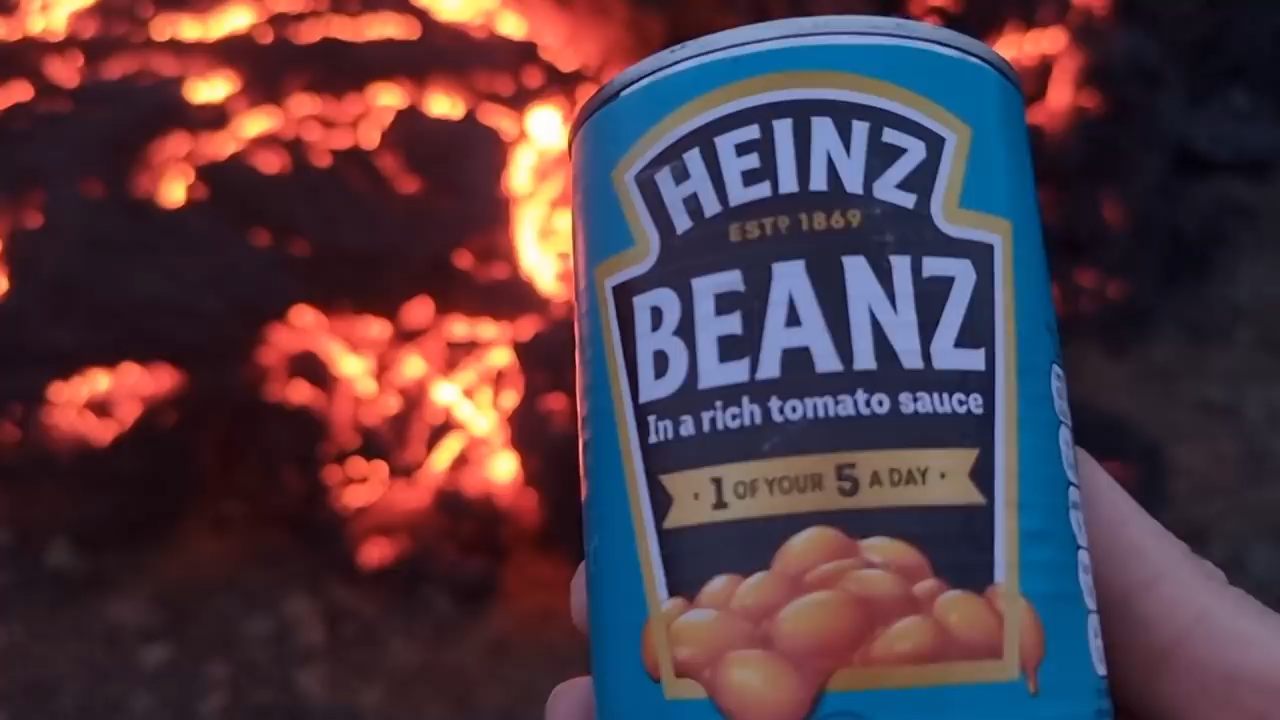 HEINZ
ESTD 1869
BEANZ
In a rich tomato sauce
· 1 OF YOUR 5 A DAY ·